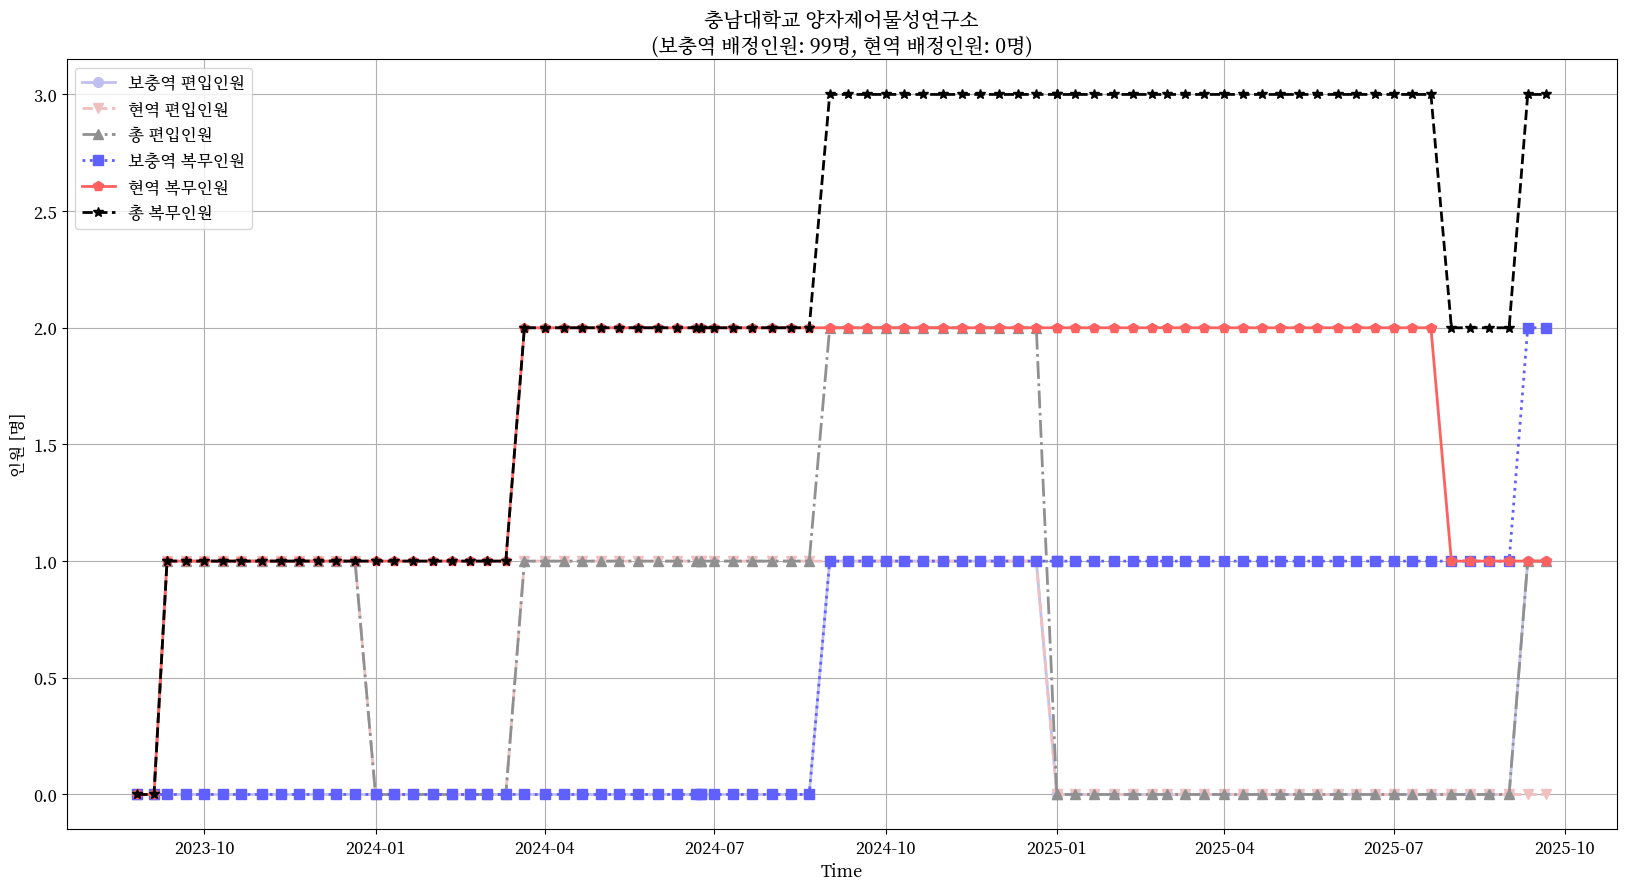 충남대학교 양자제어물성연구소
(보충역 배정인원: 99명, 현역 배정인원: 0명)
보충역 편입인원
현역 편입인원
총 편입인원
보충역 복무인원
현역 복무인원
총 복무인원
인원 [명]
3.0
2.5
2.0
1.5
1.0
0.5
0.0
2023-10 2024-01 2024-04 2024-07 2024-10 2025-01 2025-04 2025-07 2025-10
Time